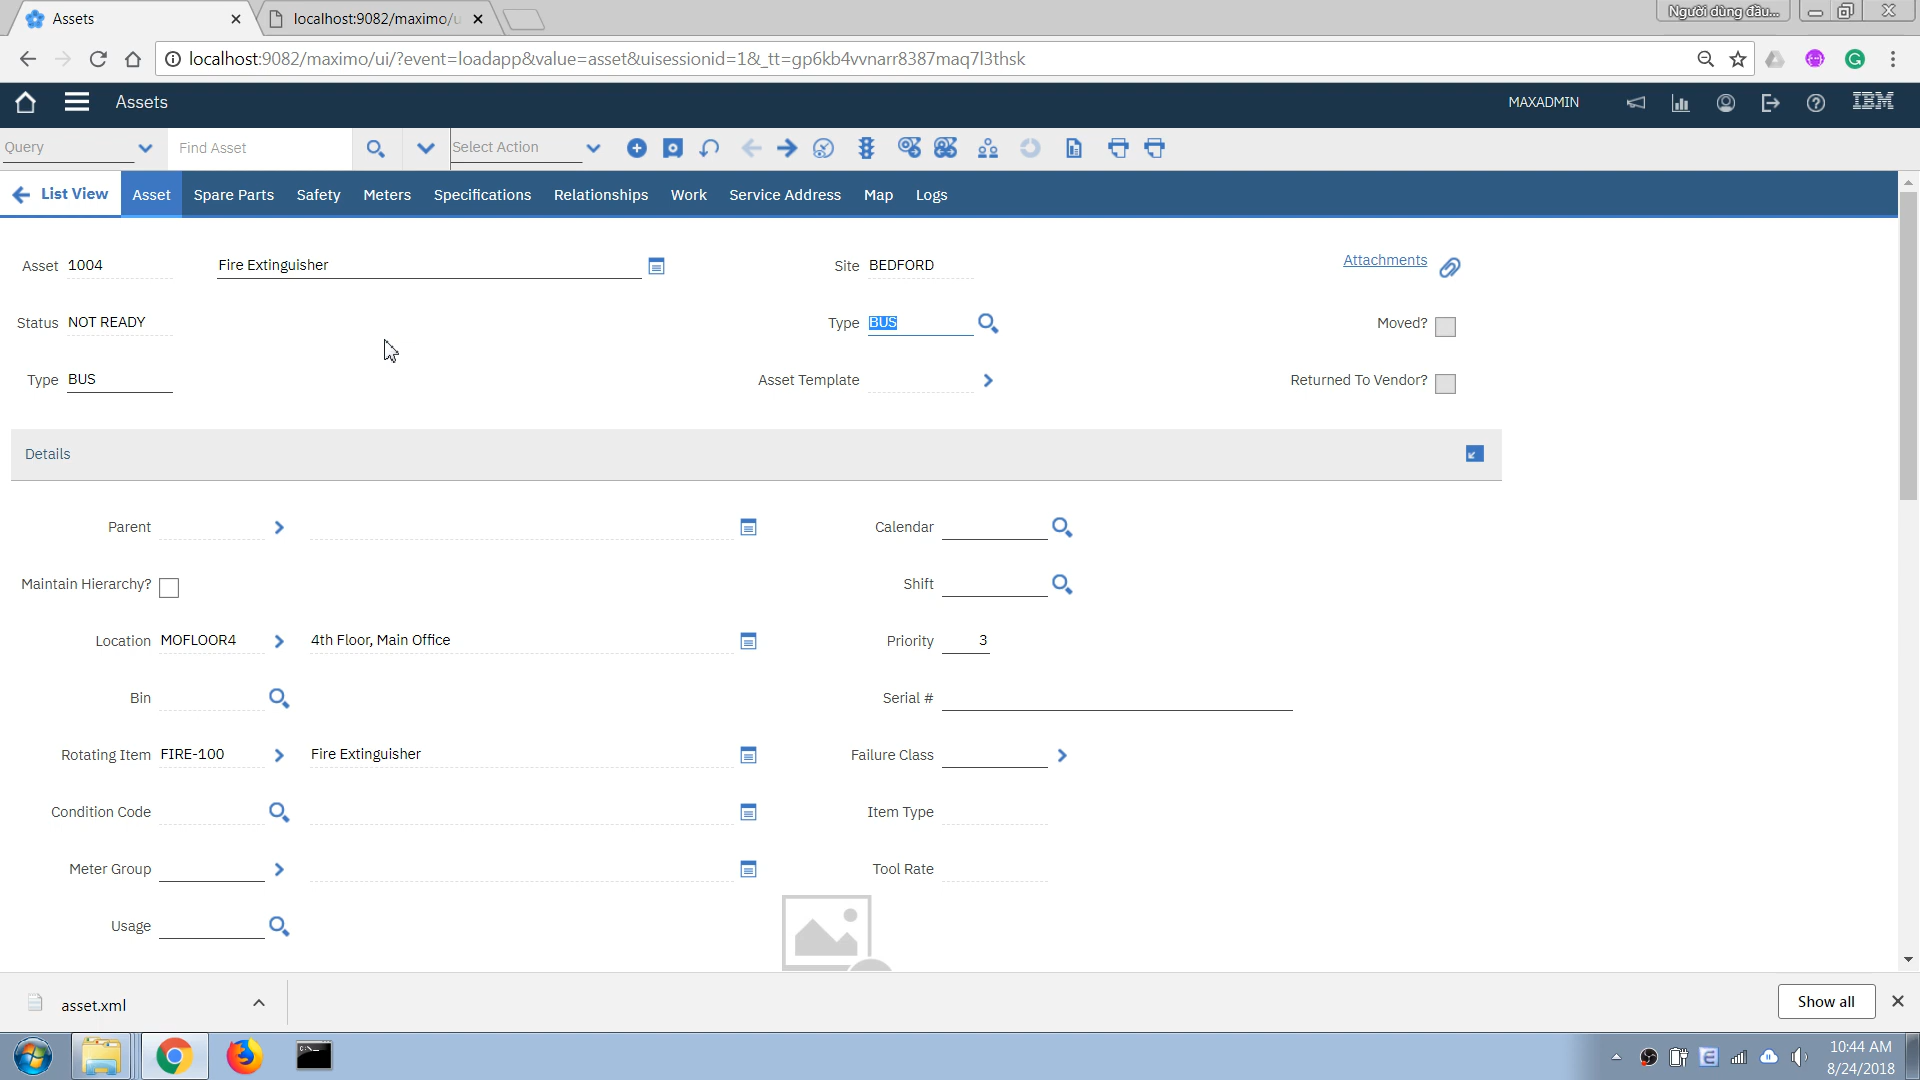 Assets
localhost:9082/maximo/u
Người dùng đầu...
localhost:9082/maximo/ui/?event=loadapp&value=asset&uisessionid=1&_tt=gp6kb4vvnarr8387maq7l3thsk
Assets
MAXADMIN
IBM
Query
Find Asset
Select Action
List View
Asset
Spare Parts
Safety
Meters
Specifications
Relationships
Work
Service Address
Map
Logs
Asset 1004
Fire Extinguisher
Site BEDFORD
Attachments
Status NOT READY
Type BUS
Moved?
Type BUS
Asset Template
Returned To Vendor?
Details
Parent
Calendar
Maintain Hierarchy?
Shift
Location MOFLOOR4
4th Floor, Main Office
Priority 3
Bin
Serial #
Rotating Item FIRE-100
Fire Extinguisher
Failure Class
Condition Code
Item Type
Meter Group
Tool Rate
Usage
asset.xml
Show all
10:44 AM
8/24/2018